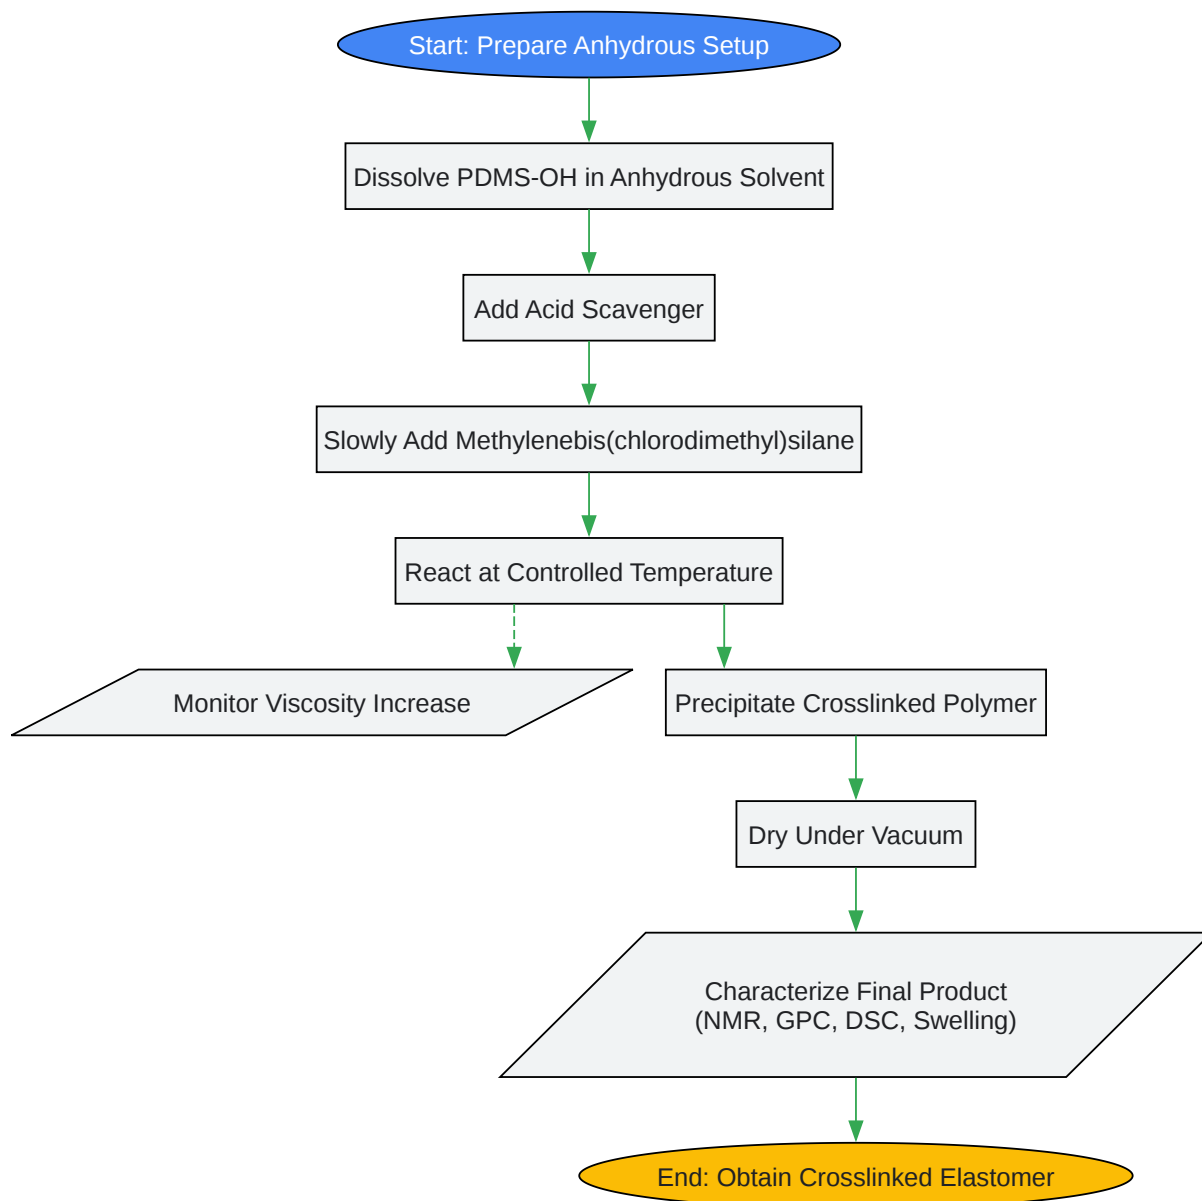 Start: Prepare Anhydrous Setup
Dissolve PDMS-OH in Anhydrous Solvent
Add Acid Scavenger
Slowly Add Methylenebis(chlorodimethyl)silane
React at Controlled Temperature
Monitor Viscosity Increase
Precipitate Crosslinked Polymer
Dry Under Vacuum
Characterize Final Product
(NMR, GPC, DSC, Swelling)
End: Obtain Crosslinked Elastomer